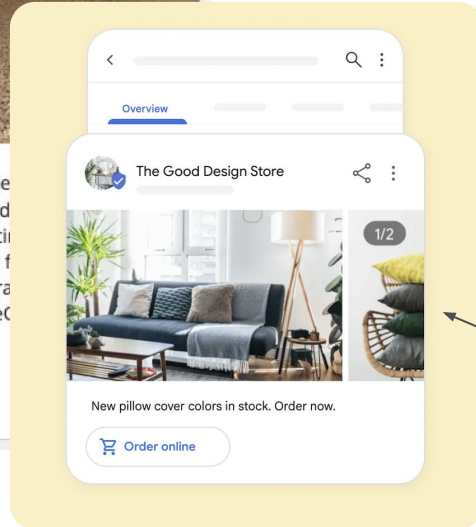 Overview
The Good Design Store
1/2
New pillow cover colors in stock. Order now.
Order online